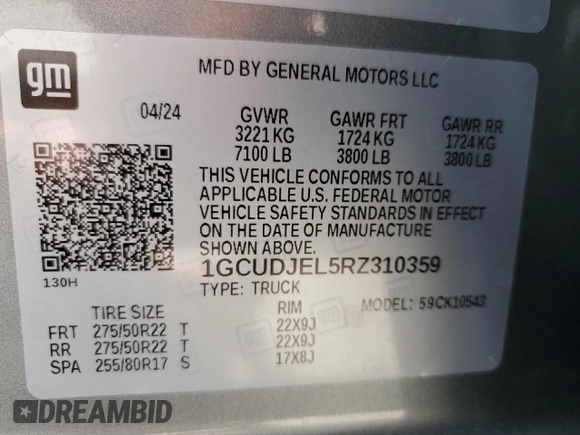 gm
MFD BY GENERAL MOTORS LLC
04/24
GVWR GAWR FRT GAWR RR
3221 KG 1724 KG 1724 KG
7100 LB 3800 LB 3800 LB
THIS VEHICLE CONFORMS TO ALL
APPLICABLE U.S. FEDERAL MOTOR
VEHICLE SAFETY STANDARDS IN EFFECT
ON THE DATE OF MANUFACTURE
SHOWN ABOVE.
130H
1GCUDJEL5RZ310359
TYPE: TRUCK MODEL: 59CK10543
TIRE SIZE RIM
FRT 275/50R22 T 22X9J
RR 275/50R22 T 22X9J
SPA 255/80R17 S 17X8J
DREAMBID